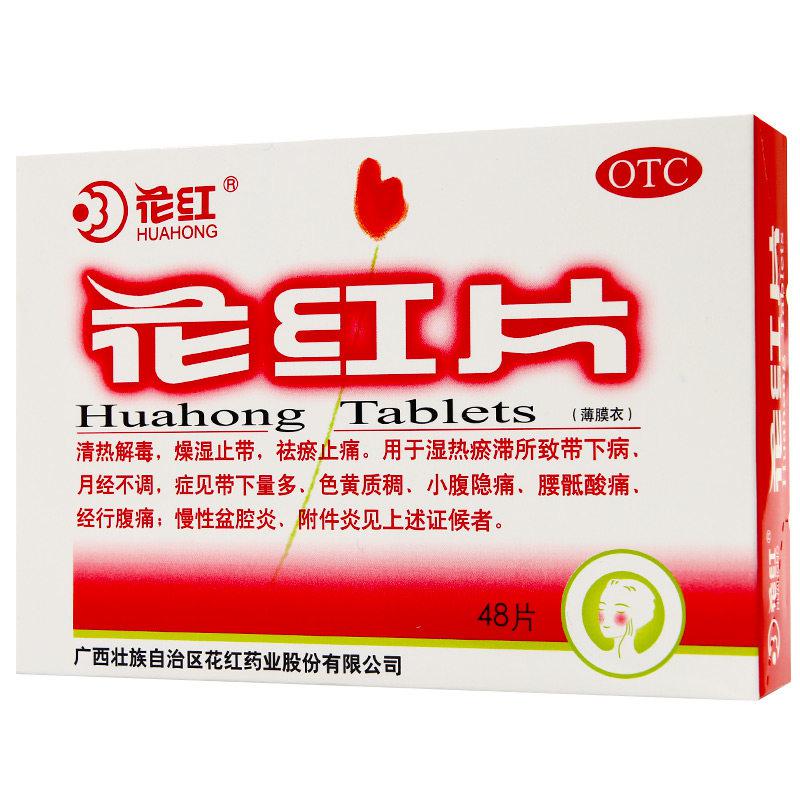 花红®
HUAHONG
OTC
花红片
Huahong Tablets（薄膜衣）
清热解毒，燥湿止带，祛瘀止痛。用于湿热瘀滞所致带下病、
月经不调，症见带下量多、色黄质稠、小腹隐痛、腰骶酸痛、
经行腹痛；慢性盆腔炎、附件炎见上述证候者。
48片
广西壮族自治区花红药业股份有限公司
花红片
Huahong Tablets
花红®
HUAHONG